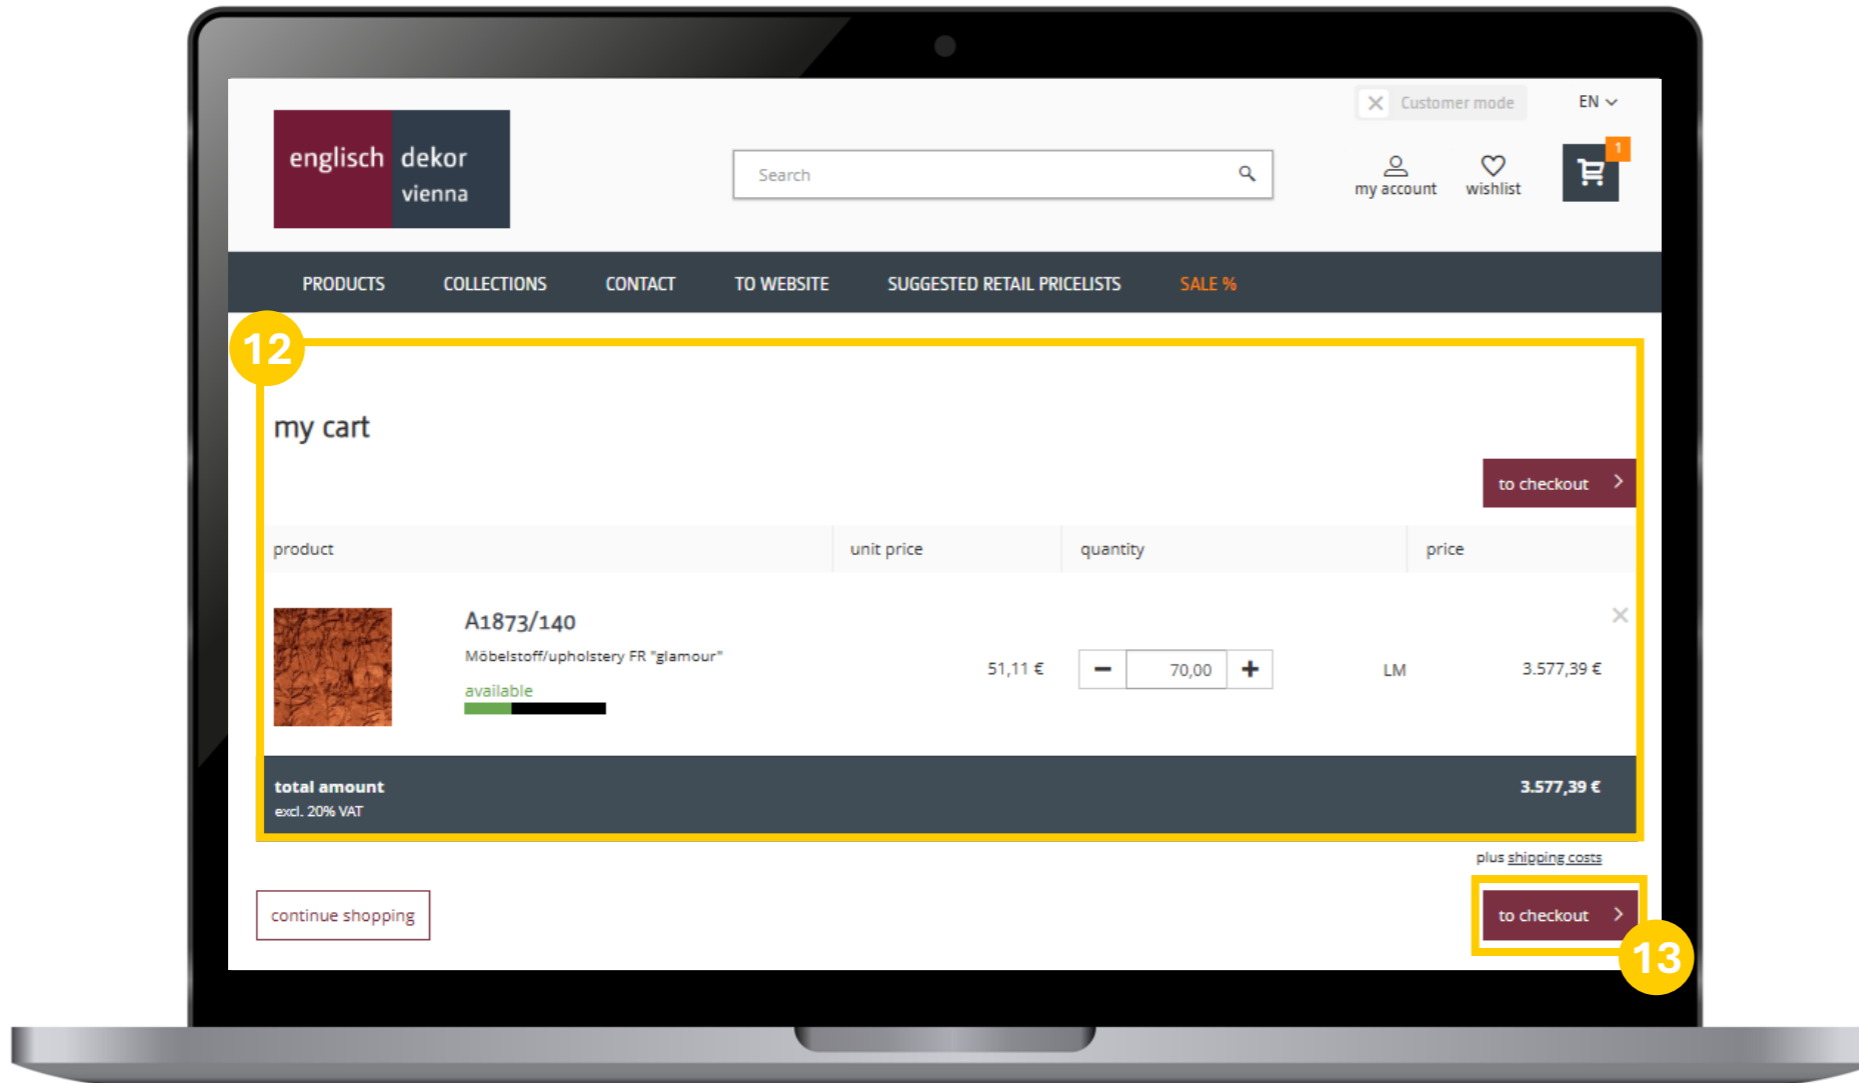 Customer mode
EN
englisch dekor
vienna
Search
my account
wishlist
1
PRODUCTS
COLLECTIONS
CONTACT
TO WEBSITE
SUGGESTED RETAIL PRICELISTS
SALE %
12
my cart
to checkout
product
unit price
quantity
price
A1873/140
Möbelstoff/upholstery FR "glamour"
available
51,11 €
70,00
LM
3.577,39 €
total amount
3.577,39 €
excl. 20% VAT
plus shipping costs
continue shopping
to checkout
13